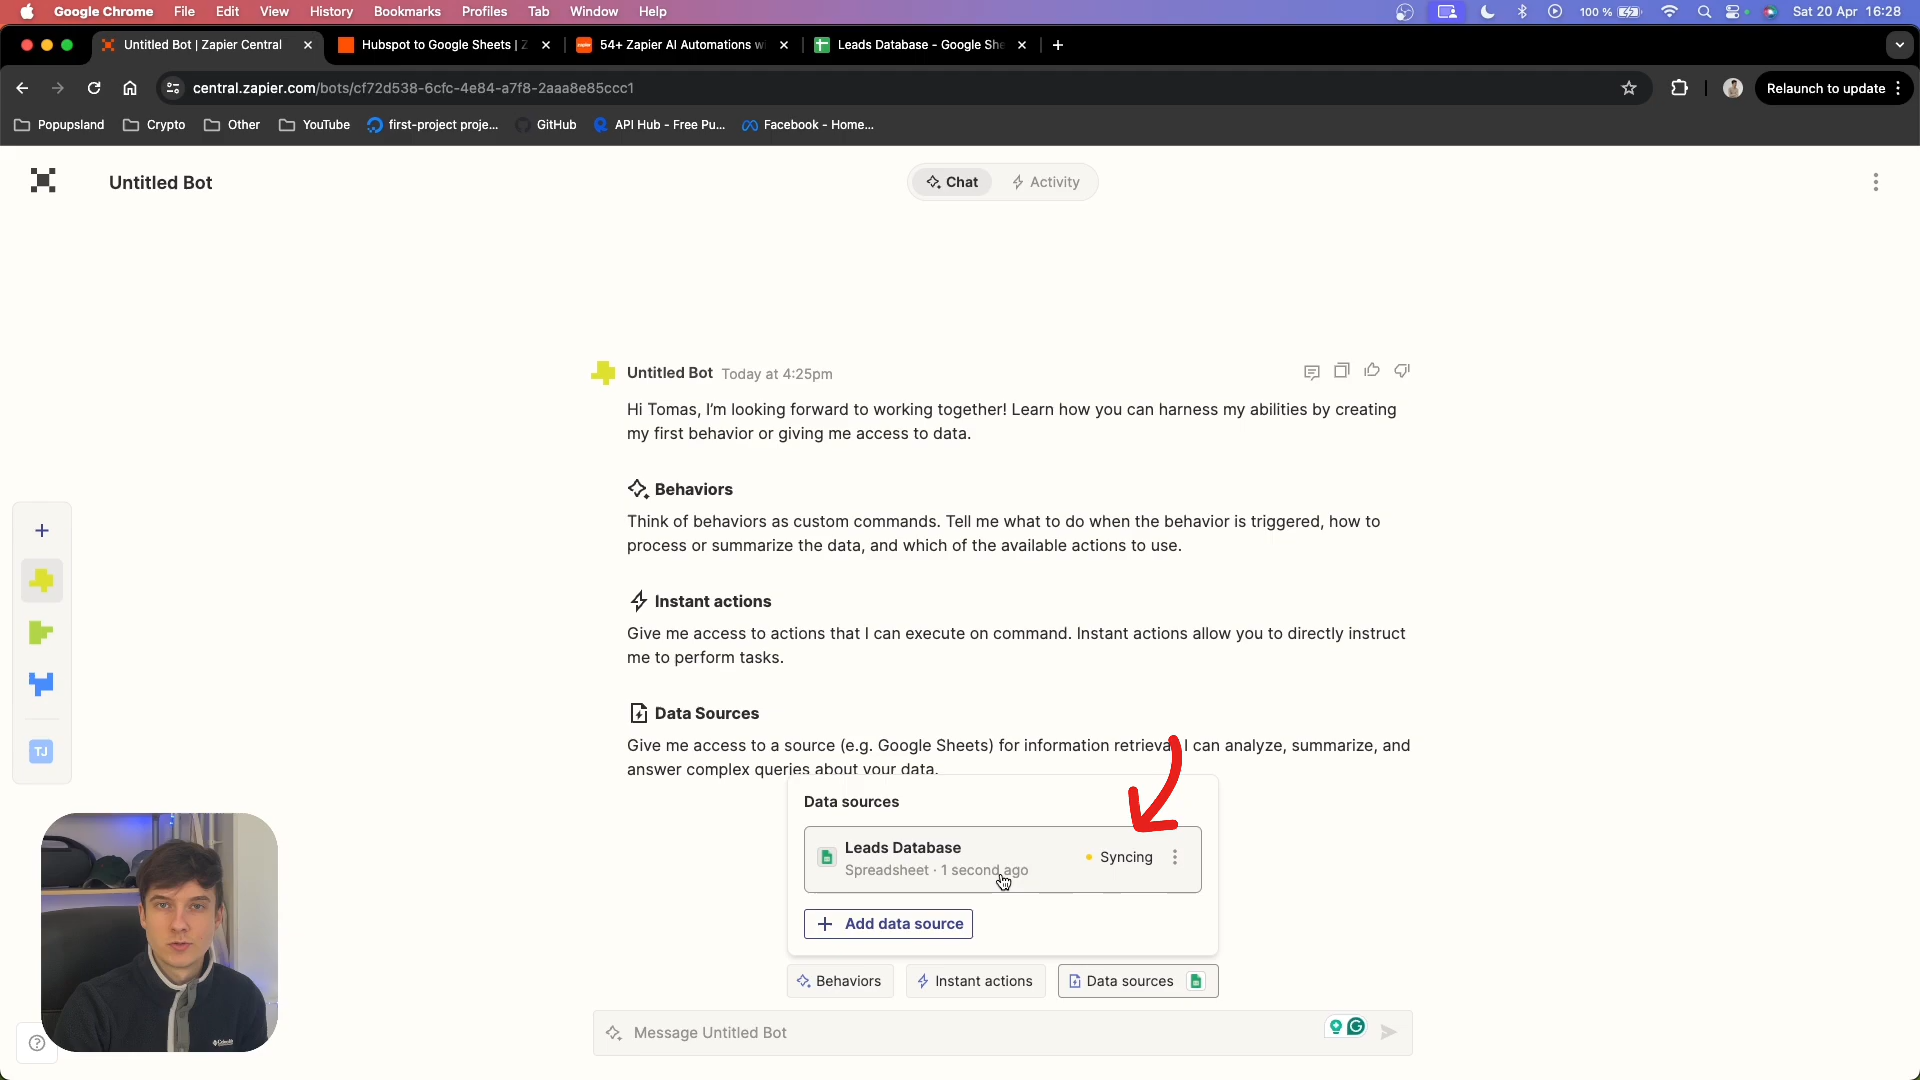 Google Chrome File Edit View History Bookmarks Profiles Tab Window Help 100 % Sat 20 Apr 16:28
Untitled Bot | Zapier Central Hubspot to Google Sheets | Z 54+ Zapier AI Automations wi Leads Database - Google She
central.zapier.com/bots/cf72d538-6cfc-4e84-a7f8-2aaa8e85ccc1 Relaunch to update
Popupsland Crypto Other YouTube first-project proje... GitHub API Hub - Free Pu... Facebook - Home...
Untitled Bot Chat Activity
Untitled Bot Today at 4:25pm
Hi Tomas, I'm looking forward to working together! Learn how you can harness my abilities by creating
my first behavior or giving me access to data.
Behaviors
Think of behaviors as custom commands. Tell me what to do when the behavior is triggered, how to
process or summarize the data, and which of the available actions to use.
Instant actions
Give me access to actions that I can execute on command. Instant actions allow you to directly instruct
me to perform tasks.
Data Sources
Give me access to a source (e.g. Google Sheets) for information retrieva I can analyze, summarize, and
answer complex queries about your data.
TJ
Data sources
Leads Database
Spreadsheet · 1 second ago
Syncing
Add data source
Behaviors Instant actions Data sources
Message Untitled Bot